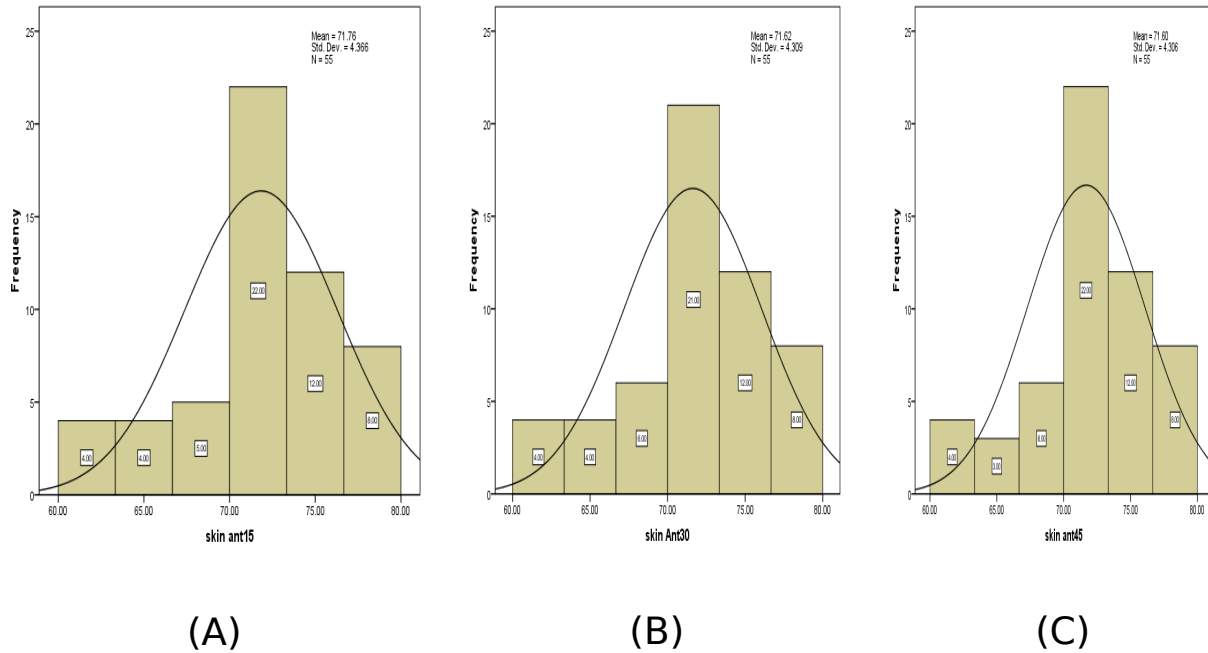 Mean = 71.76
Std. Dev. = 4.366
N = 55
25
20
15
10
5
0
Frequency
4.00
4.00
5.00
22.00
12.00
8.00
60.00
65.00
70.00
75.00
80.00
skin ant15
(A)
Mean = 71.62
Std. Dev. = 4.309
N = 55
25
20
15
10
5
0
Frequency
4.00
4.00
6.00
21.00
12.00
8.00
60.00
65.00
70.00
75.00
80.00
skin Ant30
(B)
Mean = 71.60
Std. Dev. = 4.306
N = 55
25
20
15
10
5
0
Frequency
4.00
3.00
6.00
22.00
12.00
8.00
60.00
65.00
70.00
75.00
80.00
skin ant45
(C)